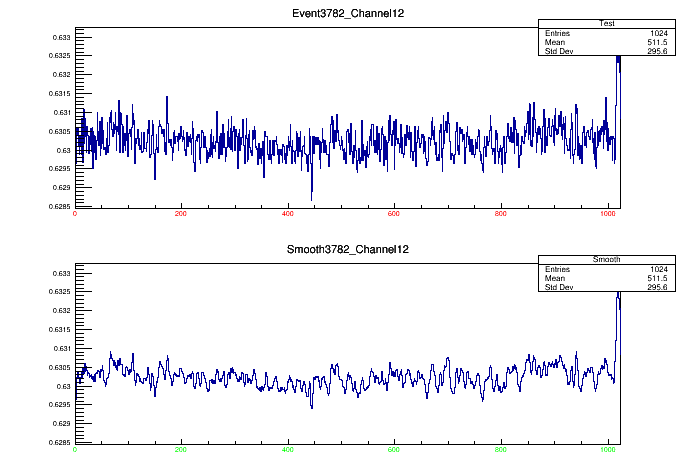 Event3782_Channel12
Test
Entries 1024
Mean 511.5
Std Dev 295.6
0.633
0.6325
0.632
0.6315
0.631
0.6305
0.63
0.6295
0.629
0.6285
0 200 400 600 800 1000
Smooth3782_Channel12
Smooth
Entries 1024
Mean 511.5
Std Dev 295.6
0.633
0.6325
0.632
0.6315
0.631
0.6305
0.63
0.6295
0.629
0.6285
0 200 400 600 800 1000